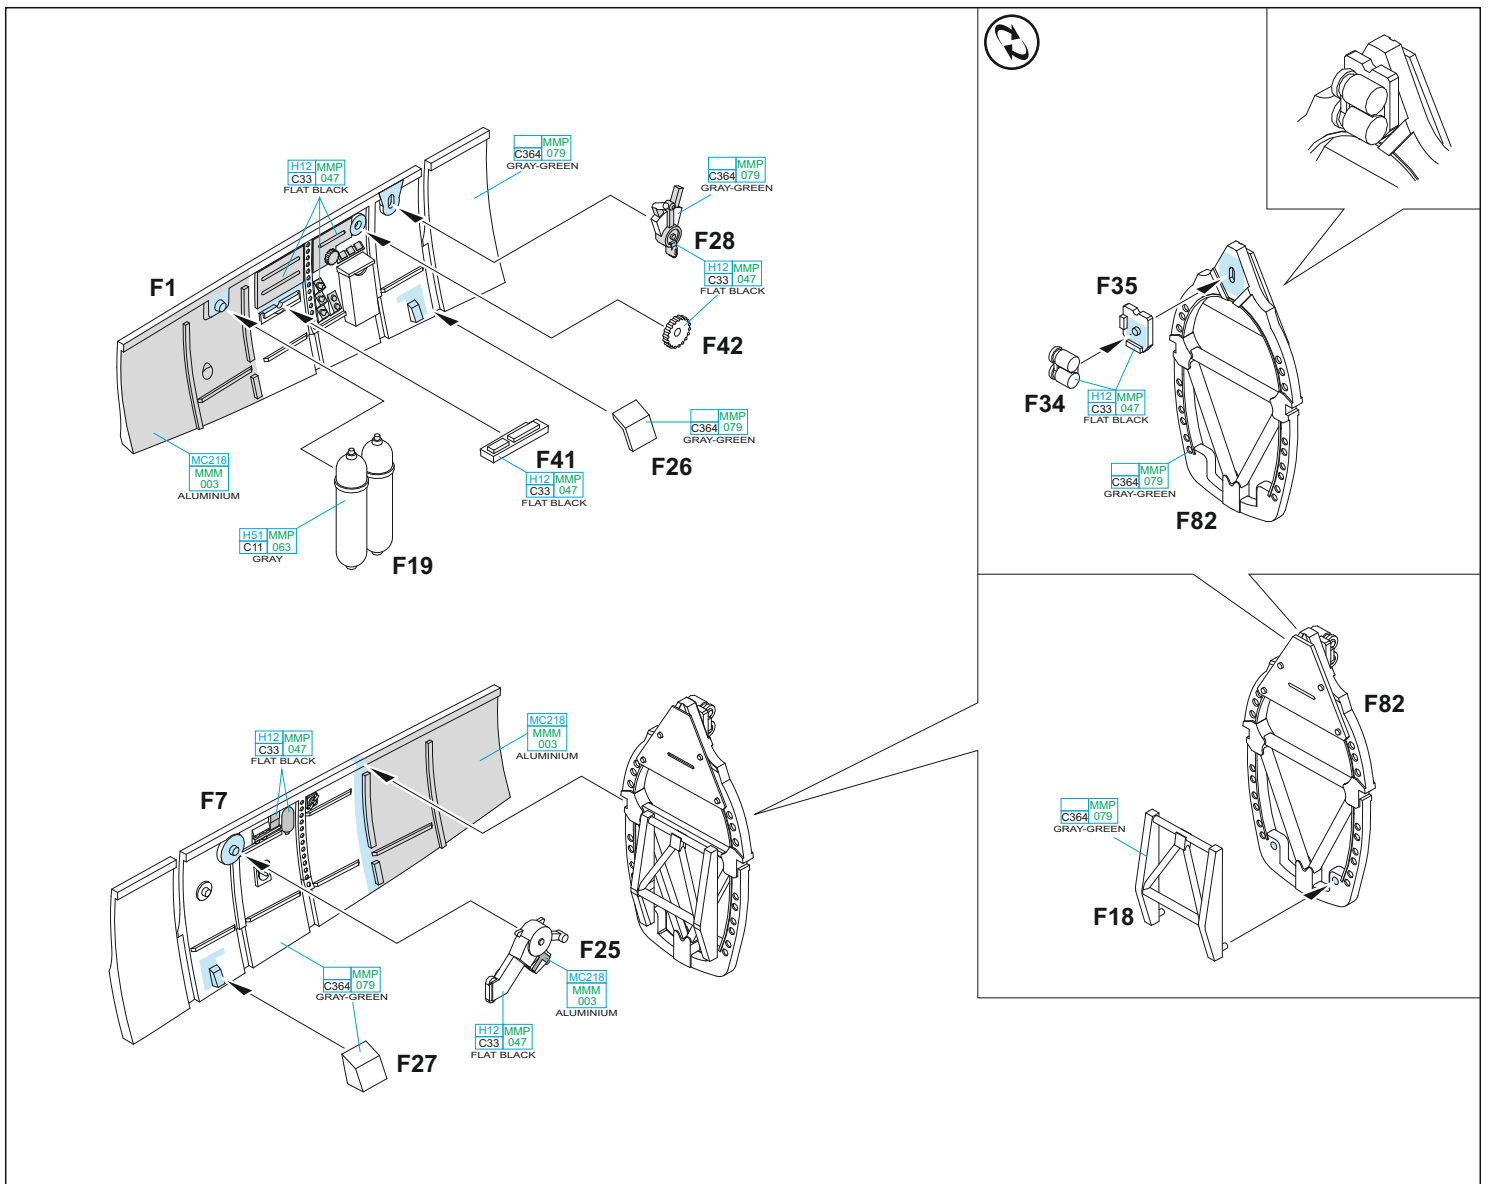 MMP
C364 079
GRAY-GREEN
H12 MMP
C33 047
FLAT BLACK
MMP
C364 079
GRAY-GREEN
F28
H12 MMP
C33 047
FLAT BLACK
F1
F42
MMP
C364 079
GRAY-GREEN
F26
F41
H12 MMP
C33 047
FLAT BLACK
MC218
MMM
003
ALUMINIUM
H51 MMP
C11 063
GRAY
F19
F35
F34
H12 MMP
C33 047
FLAT BLACK
MMP
C364 079
GRAY-GREEN
F82
H12 MMP
C33 047
FLAT BLACK
MC218
MMM
003
ALUMINIUM
F7
F25
MC218
MMM
003
ALUMINIUM
MMP
C364 079
GRAY-GREEN
H12 MMP
C33 047
FLAT BLACK
F27
F82
MMP
C364 079
GRAY-GREEN
F18